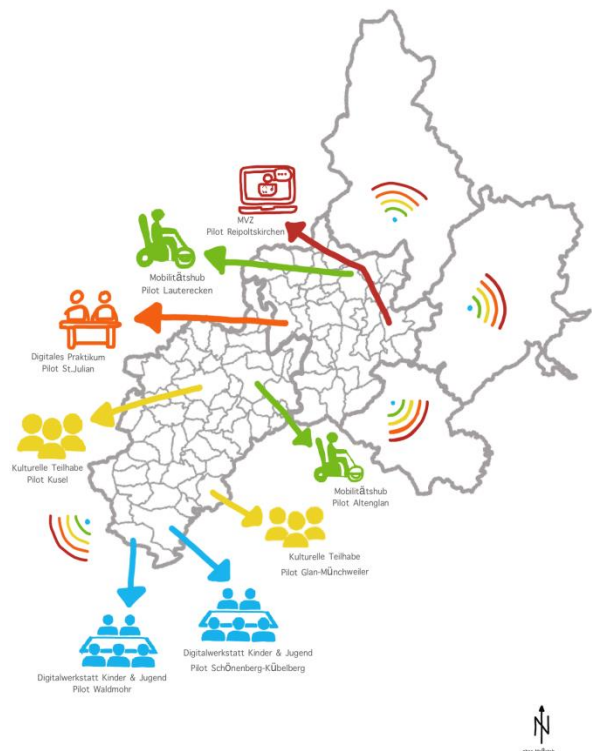 MVZ
Pilot Reipoltskirchen
Mobilitätshub
Pilot Lauterecken
Digitales Praktikum
Pilot St.Julian
Kulturelle Teilhabe
Pilot Kusel
Mobilitätshub
Pilot Altenglan
Kulturelle Teilhabe
Pilot Glan-Münchweiler
Digitalwerkstatt Kinder & Jugend
Pilot Schönenberg-Kübelberg
Digitalwerkstatt Kinder & Jugend
Pilot Waldmohr
N